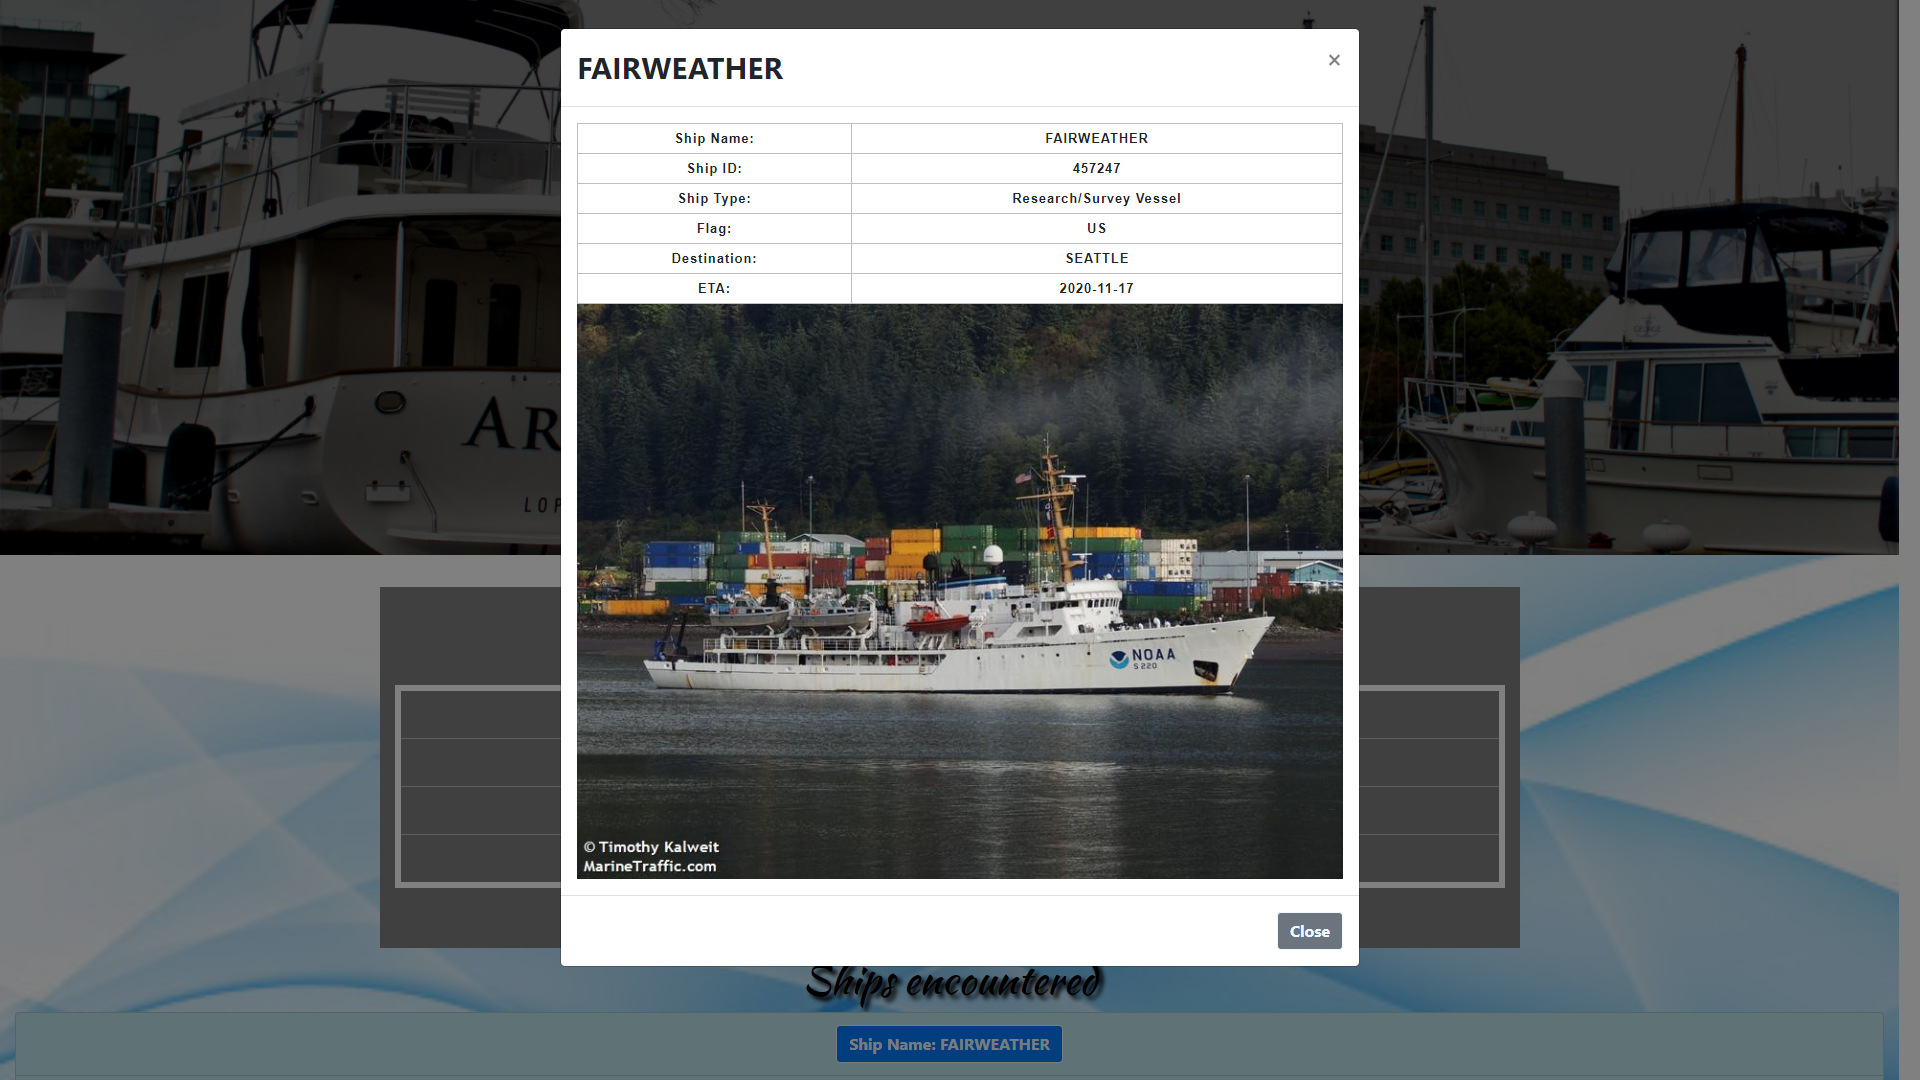 FAIRWEATHER
×
Ship Name: FAIRWEATHER
Ship ID: 457247
Ship Type: Research/Survey Vessel
Flag: US
Destination: SEATTLE
ETA: 2020-11-17
NOAA
S 220
© Timothy Kalweit
MarineTraffic.com
Close
AR
LOP
Ships encountered
Ship Name: FAIRWEATHER